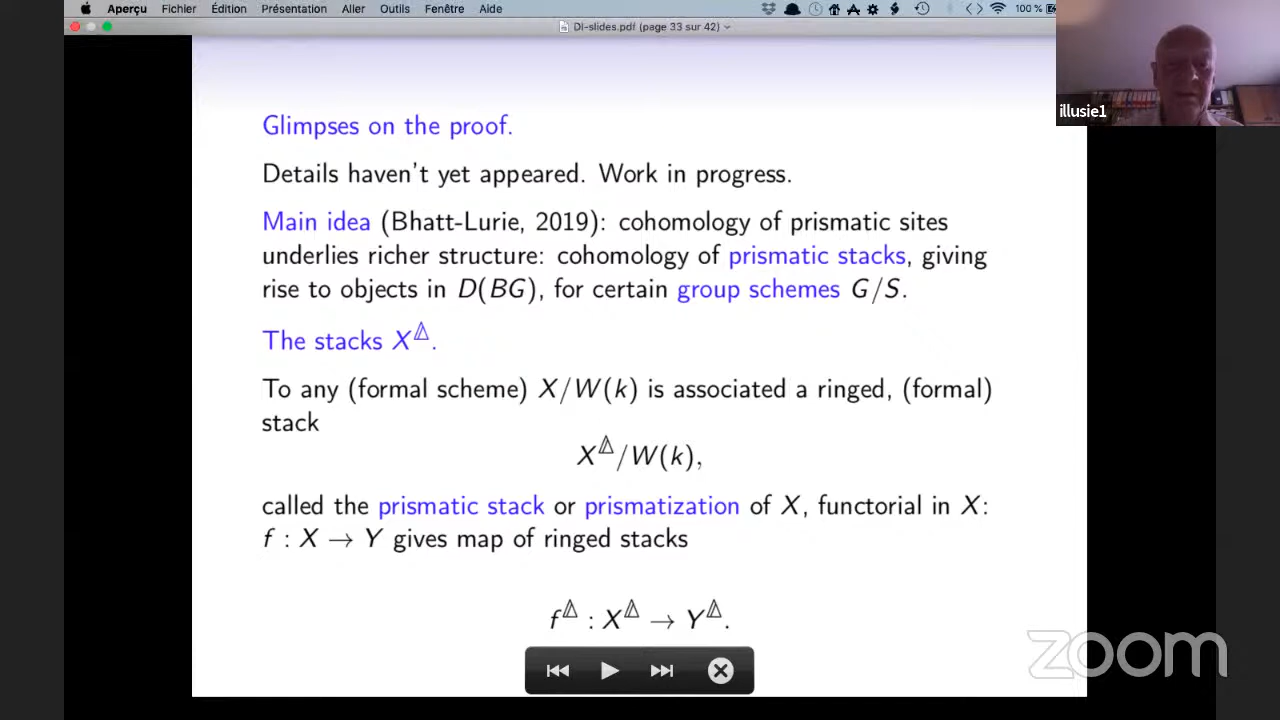 Aperçu Fichier Édition Présentation Aller Outils Fenêtre Aide 100 %
DI-slides.pdf (page 33 sur 42)
illusie1
Glimpses on the proof.
Details haven't yet appeared. Work in progress.
Main idea (Bhatt-Lurie, 2019): cohomology of prismatic sites
underlies richer structure: cohomology of prismatic stacks, giving
rise to objects in D(BG), for certain group schemes G/S.
The stacks X^𝚫.
To any (formal scheme) X/W(k) is associated a ringed, (formal)
stack
X^𝚫/W(k),
called the prismatic stack or prismatization of X, functorial in X:
f : X → Y gives map of ringed stacks
f^𝚫 : X^𝚫 → Y^𝚫.
zoom